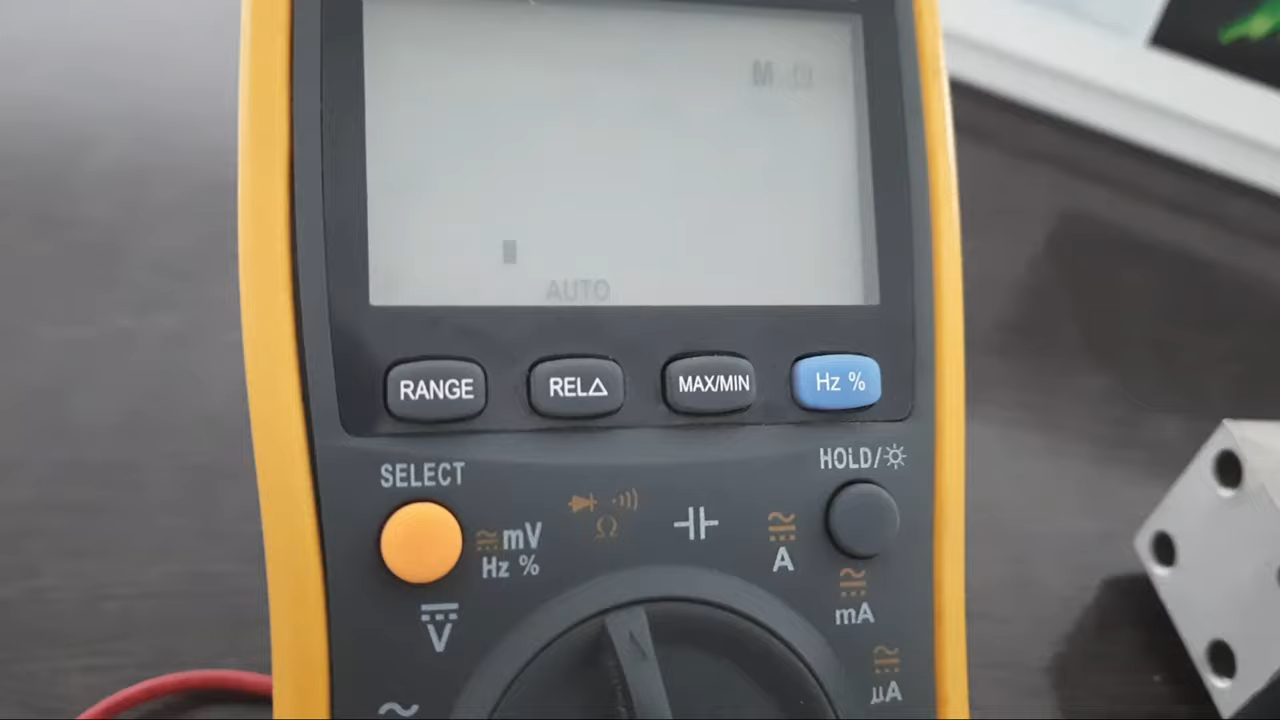 M Ω
AUTO
RANGE REL△ MAX/MIN Hz %
SELECT HOLD/
mV
Hz %
Ω
A
V
mA
µA